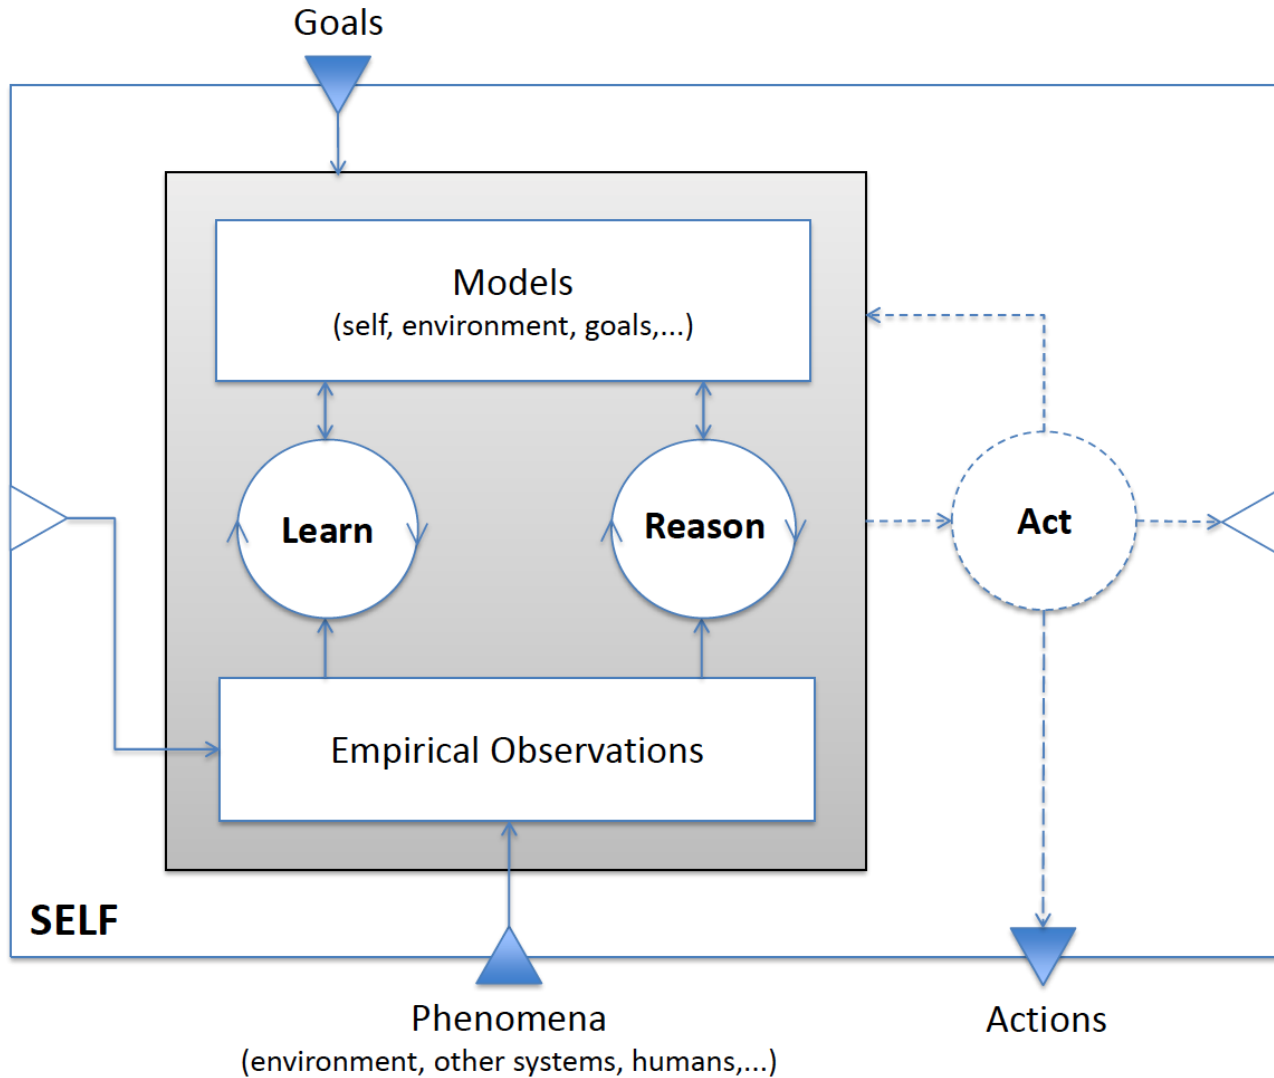 Goals
Models
(self, environment, goals,...)
Learn
Reason
Act
Empirical Observations
SELF
Phenomena
(environment, other systems, humans,...)
Actions